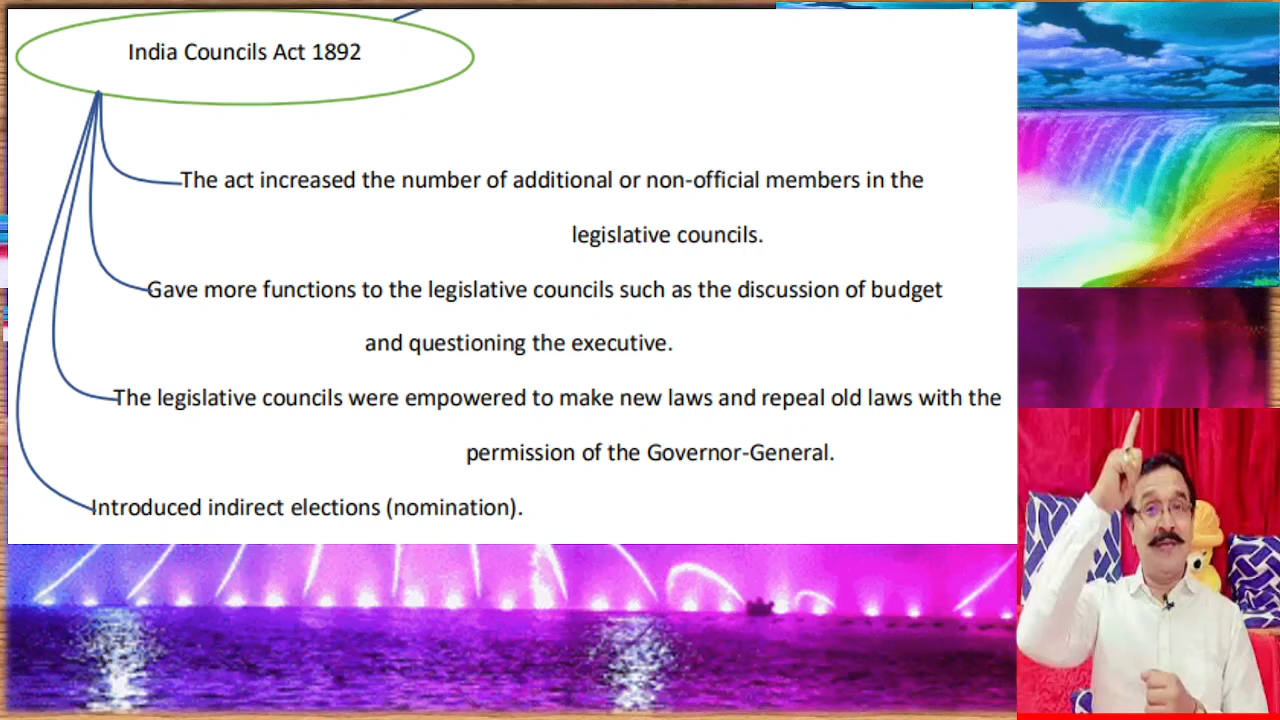 India Councils Act 1892
The act increased the number of additional or non-official members in the
legislative councils.
Gave more functions to the legislative councils such as the discussion of budget
and questioning the executive.
The legislative councils were empowered to make new laws and repeal old laws with the
permission of the Governor-General.
Introduced indirect elections (nomination).